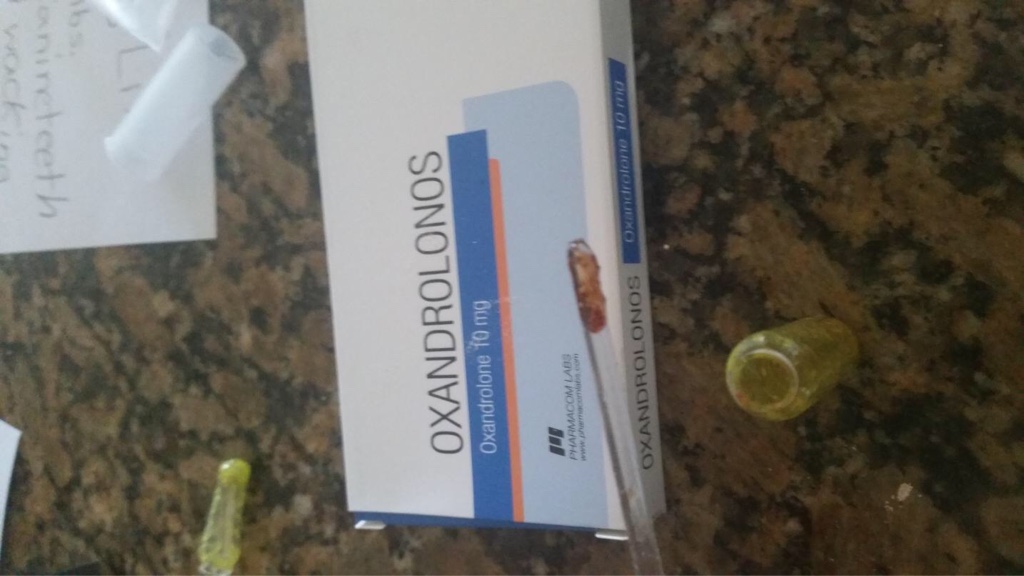 OXANDROLONOS
Oxandrolone 10 mg
PHARMACOM LABS
www.pharmacomlabs.com
Oxandrolone 10 mg
OXANDROLONOS